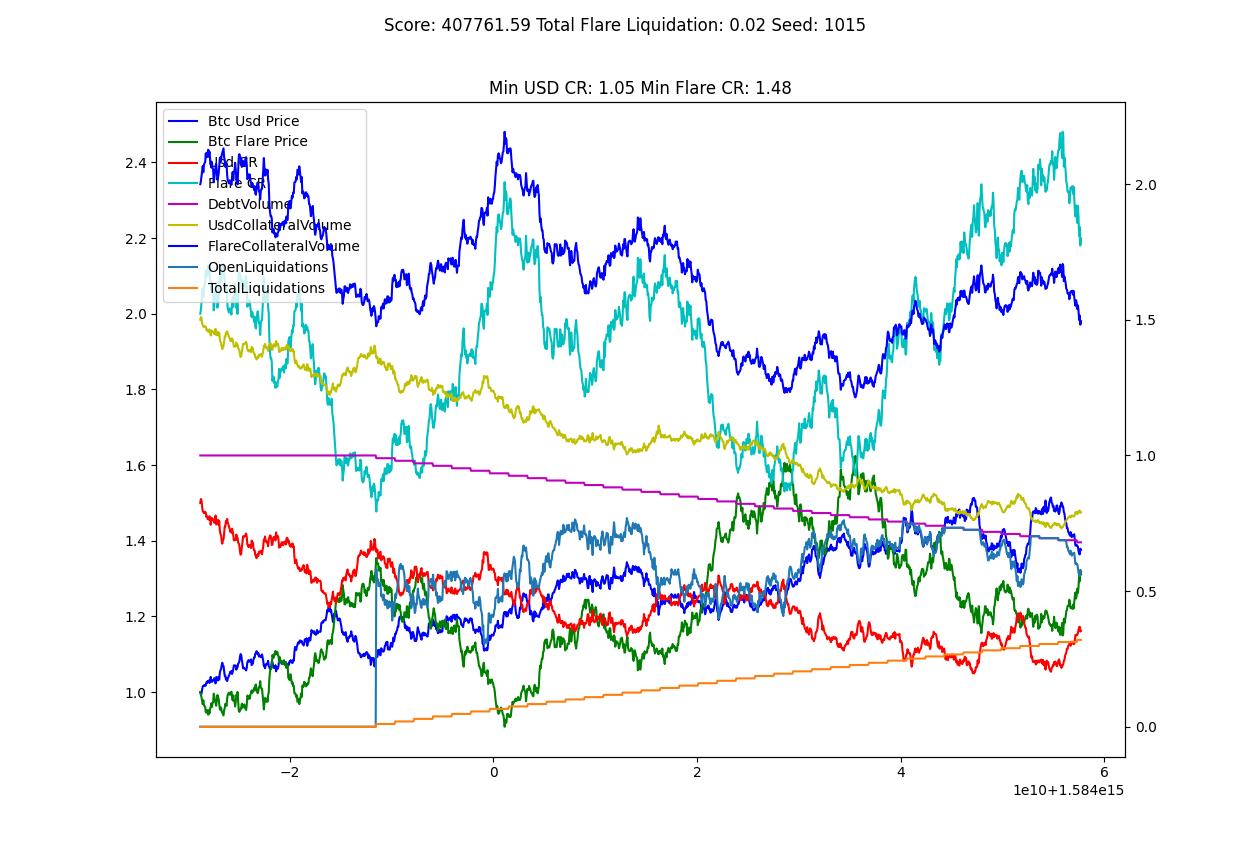 Score: 407761.59 Total Flare Liquidation: 0.02 Seed: 1015
Min USD CR: 1.05 Min Flare CR: 1.48
Btc Usd Price
Btc Flare Price
Usd CR
Flare CR
DebtVolume
UsdCollateralVolume
FlareCollateralVolume
OpenLiquidations
TotalLiquidations
2.4
2.2
2.0
1.8
1.6
1.4
1.2
1.0
2.0
1.5
1.0
0.5
0.0
−2
0
2
4
6
1e10+1.584e15